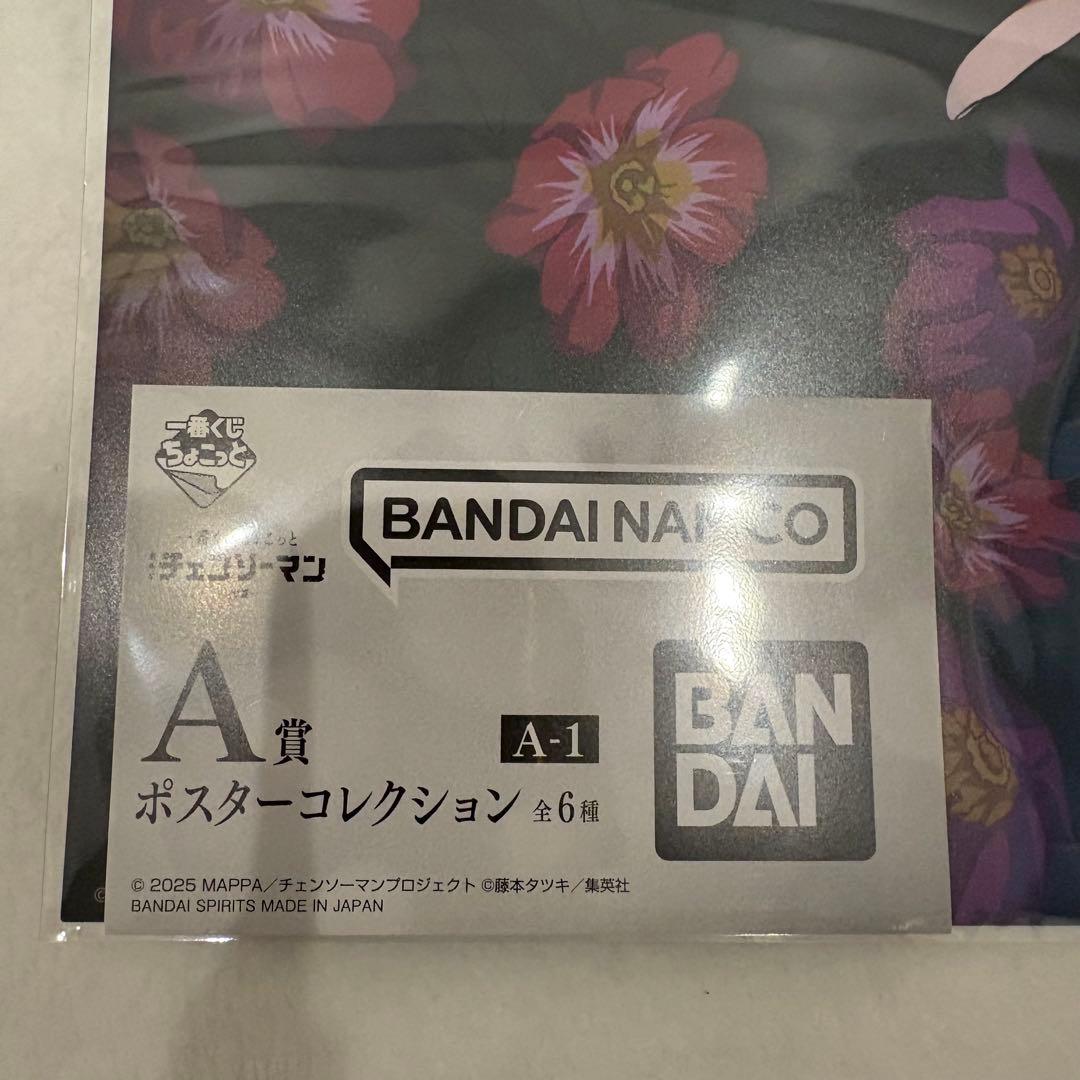 一番くじ
ちょこっと
BANDAI NAMCO
チェンソーマン
A賞
A-1
BAN
DAI
ポスターコレクション 全6種
© 2025 MAPPA／チェンソーマンプロジェクト ©藤本タツキ／集英社
BANDAI SPIRITS MADE IN JAPAN